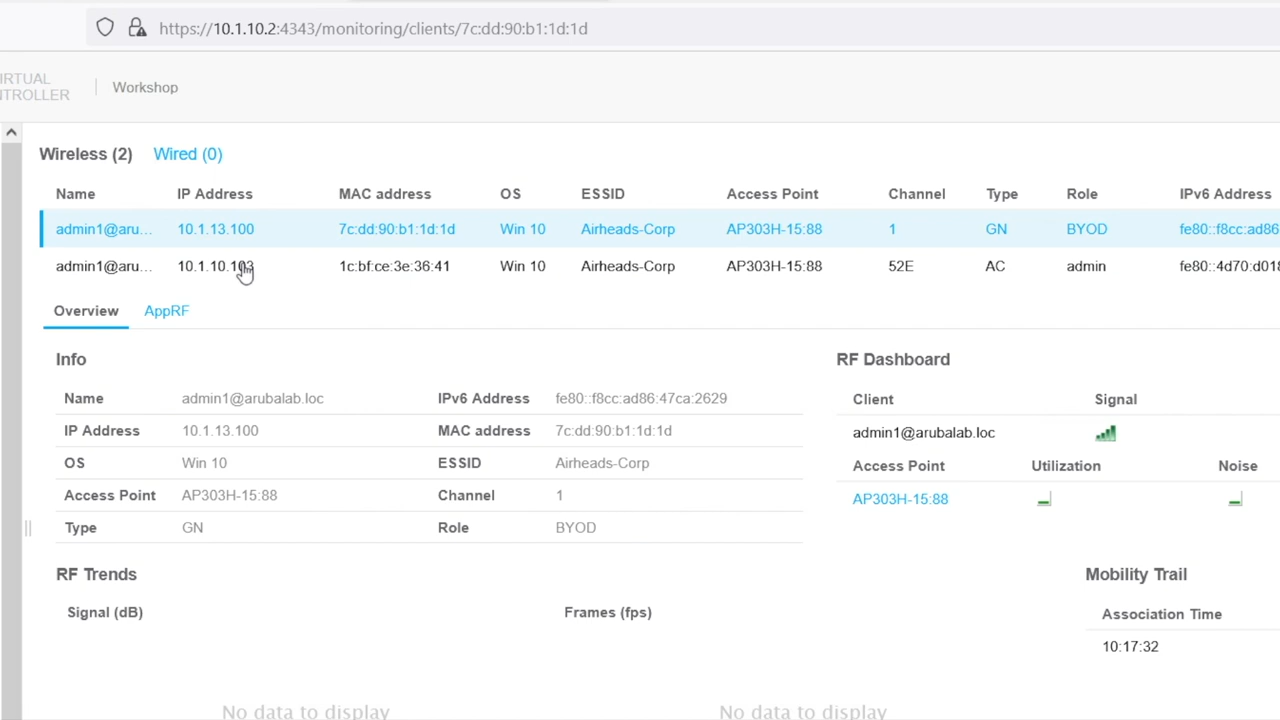 https://10.1.10.2:4343/monitoring/clients/7c:dd:90:b1:1d:1d
IRTUAL
NTROLLER
Workshop
Wireless (2) Wired (0)
Name IP Address MAC address OS ESSID Access Point Channel Type Role IPv6 Address
admin1@aru... 10.1.13.100 7c:dd:90:b1:1d:1d Win 10 Airheads-Corp AP303H-15:88 1 GN BYOD fe80::f8cc:ad86
admin1@aru... 10.1.10.103 1c:bf:ce:3e:36:41 Win 10 Airheads-Corp AP303H-15:88 52E AC admin fe80::4d70:d018
Overview AppRF
Info
Name admin1@arubalab.loc IPv6 Address fe80::f8cc:ad86:47ca:2629
IP Address 10.1.13.100 MAC address 7c:dd:90:b1:1d:1d
OS Win 10 ESSID Airheads-Corp
Access Point AP303H-15:88 Channel 1
Type GN Role BYOD
RF Dashboard
Client Signal
admin1@arubalab.loc
Access Point Utilization Noise
AP303H-15:88
RF Trends
Signal (dB) Frames (fps)
No data to display No data to display
Mobility Trail
Association Time
10:17:32